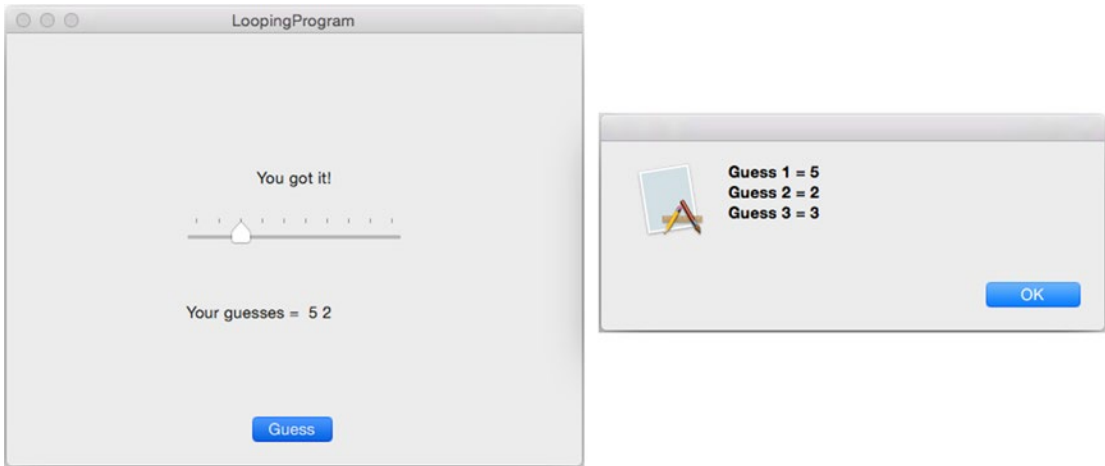 LoopingProgram
You got it!
Your guesses = 5 2
Guess
Guess 1 = 5
Guess 2 = 2
Guess 3 = 3
OK